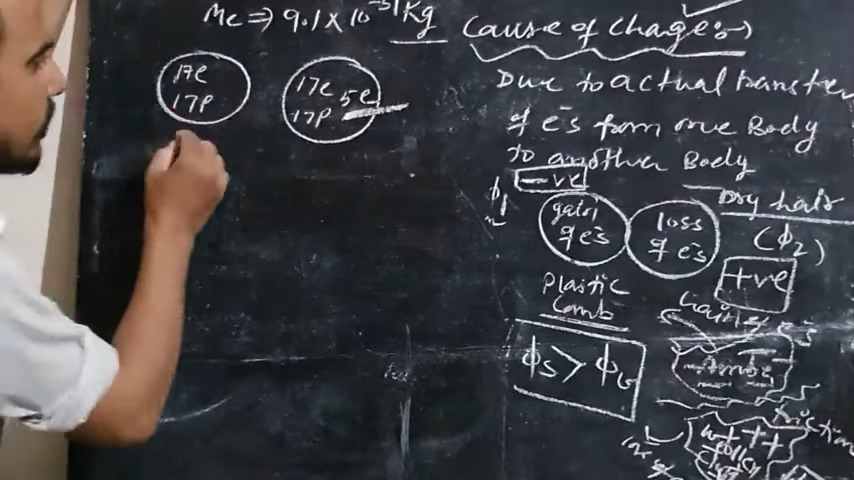 Me => 9.1 x 10^-31 Kg
Cause of charges:->
Due to actual transfer
of e^-s from one Body
to another Body
-ve
17e
17p
17e 5e
17p
ϕ1
gain
of e^-s
loss
of e^-s
Dry hair
(ϕ2)
+ve
Plastic
Comb
ϕs > ϕ